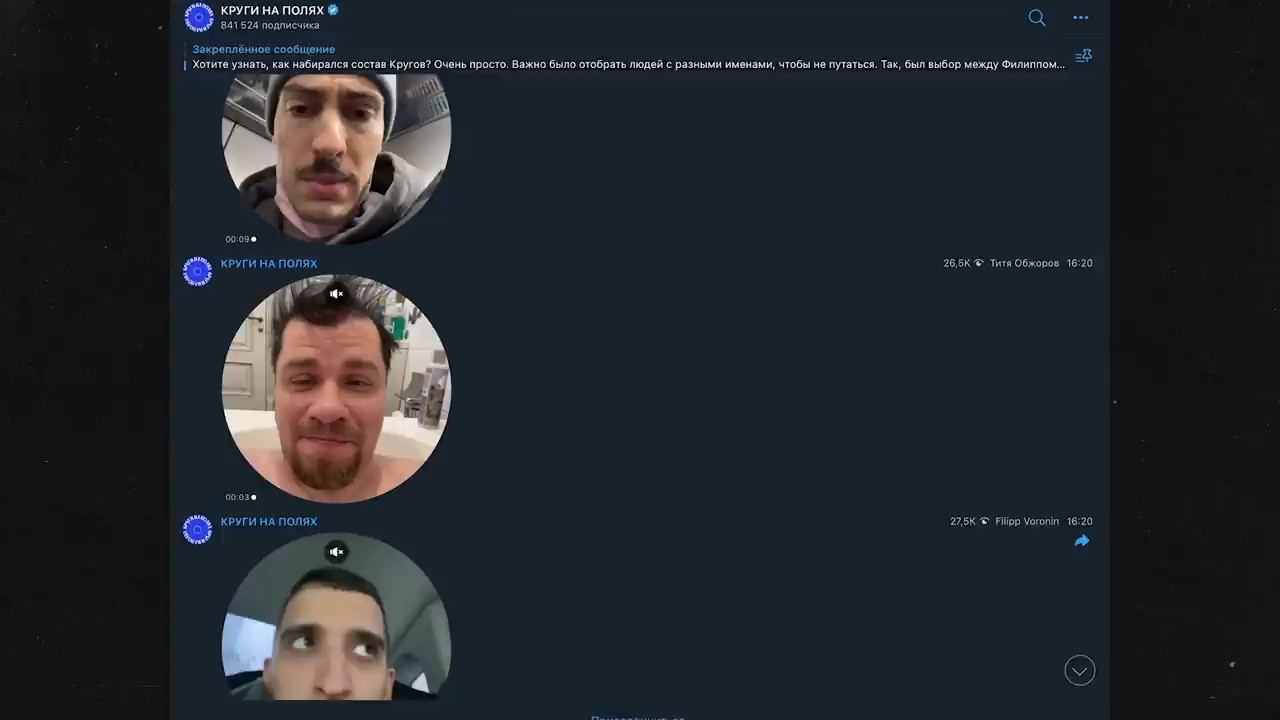 КРУГИ НА ПОЛЯХ
841 524 подписчика
Закреплённое сообщение
Хотите узнать, как набирался состав Кругов? Очень просто. Важно было отобрать людей с разными именами, чтобы не путаться. Так, был выбор между Филиппом...
00:09
КРУГИ НА ПОЛЯХ
26,5K Титя Обжоров 16:20
00:03
КРУГИ НА ПОЛЯХ
27,5K Filipp Voronin 16:20